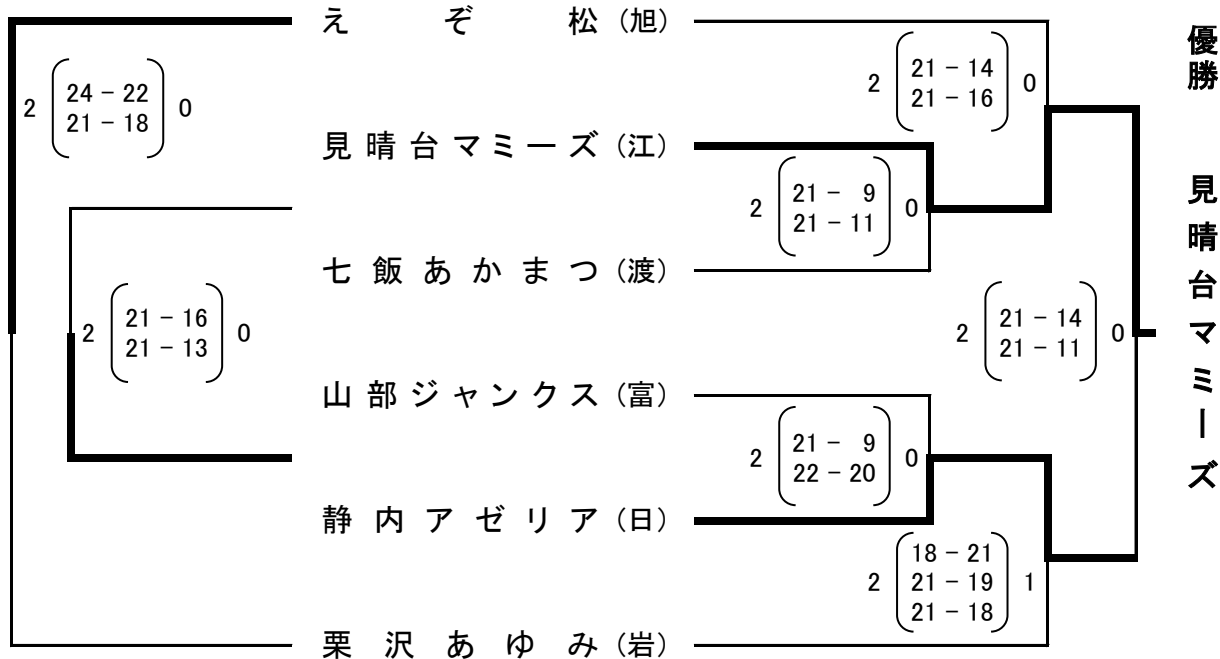 えぞ松(旭)
2 24 − 22 0
21 − 18
2 21 − 14 0
21 − 16
見晴台マミーズ(江)
2 21 − 9 0
21 − 11
七飯あかまつ(渡)
2 21 − 16 0
21 − 13
2 21 − 14 0
21 − 11
山部ジャンクス(富)
2 21 − 9 0
22 − 20
静内アゼリア(日)
2 18 − 21 1
21 − 19
21 − 18
栗沢あゆみ(岩)
優勝 見晴台マミーズ